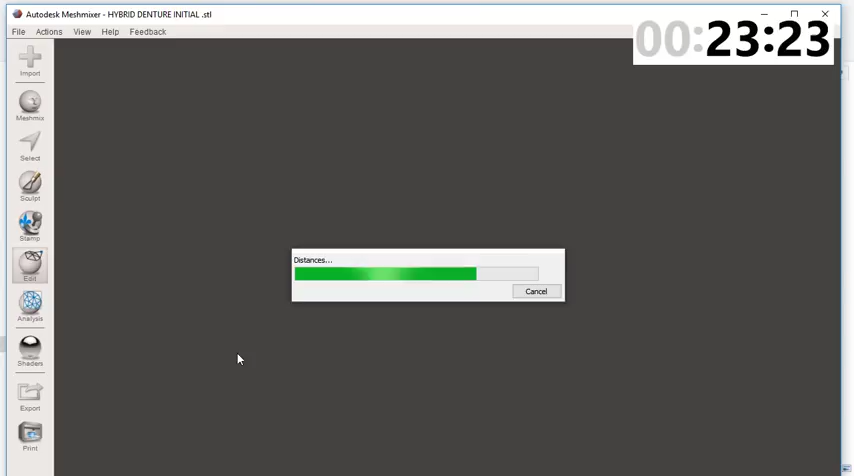 Autodesk Meshmixer - HYBRID DENTURE INITIAL .stl
File Actions View Help Feedback
00:23:23
Import
Meshmix
Select
Sculpt
Stamp
Edit
Analysis
Shaders
Export
Print
Distances...
Cancel